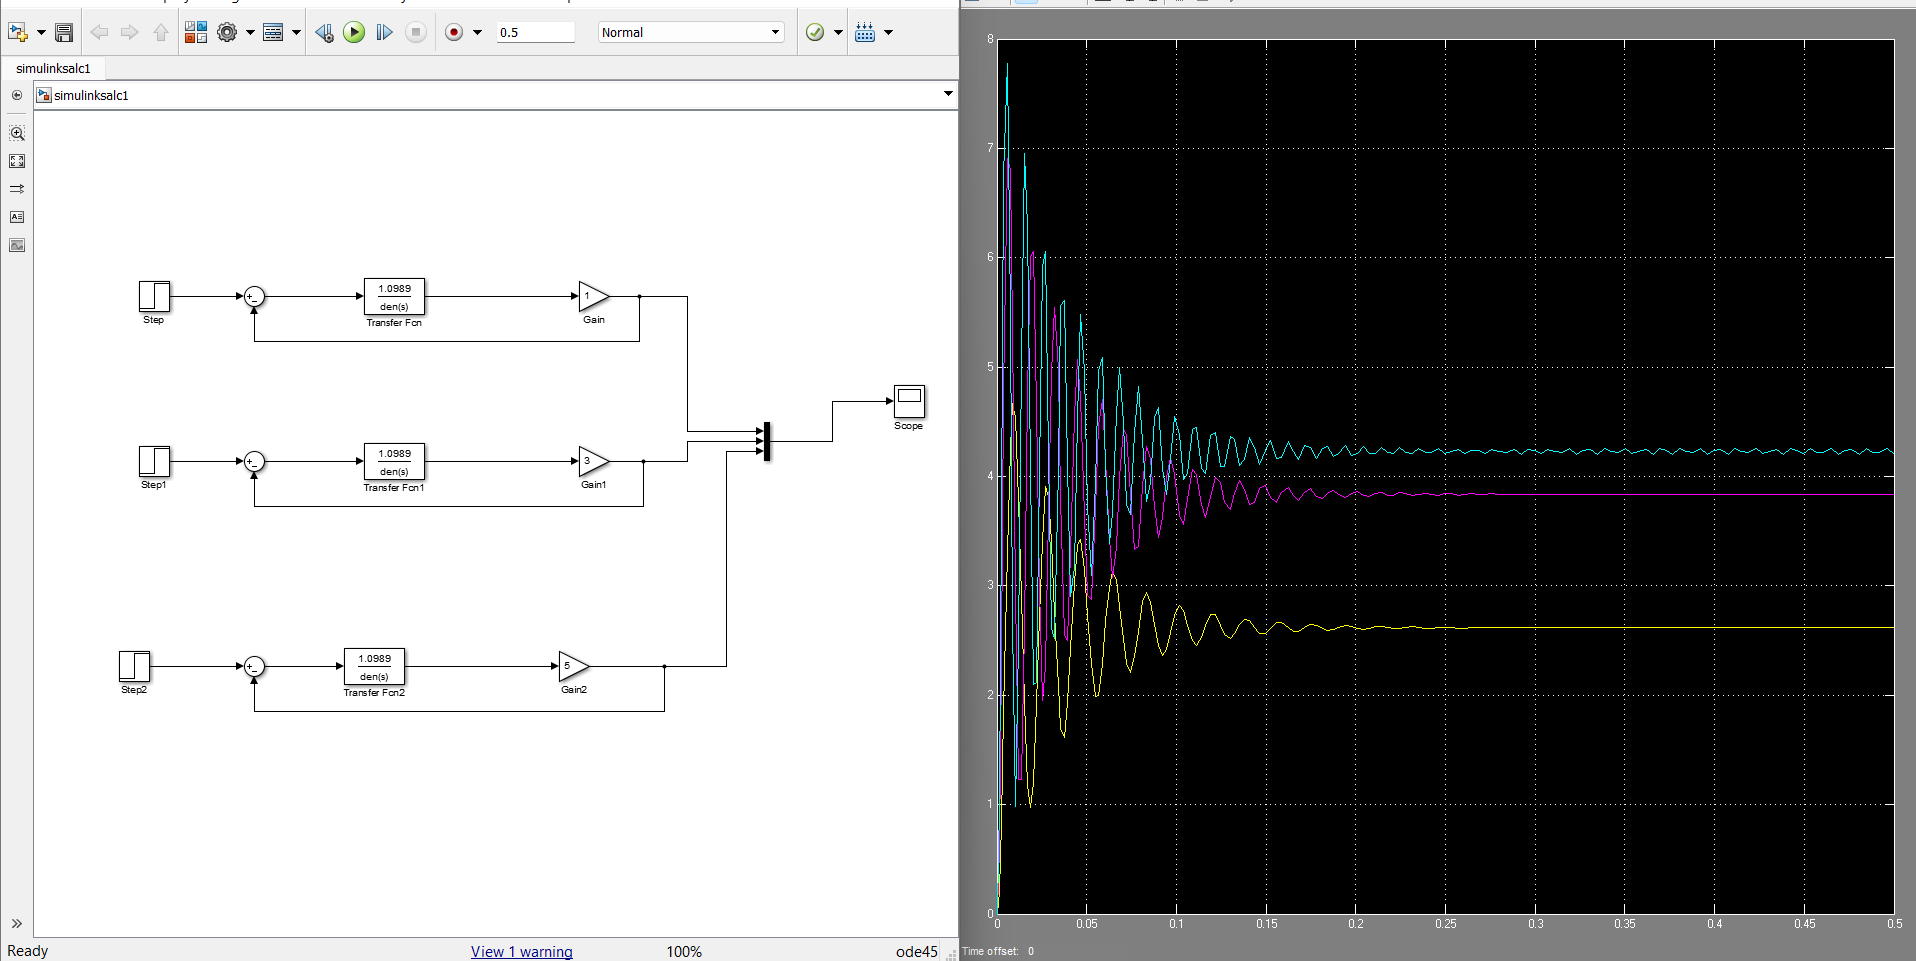 0.5
Normal
simulinksalc1
simulinksalc1
1.0989
den(s)
Step
Transfer Fcn
1
Gain
Scope
1.0989
den(s)
Step1
Transfer Fcn1
3
Gain1
1.0989
den(s)
Step2
Transfer Fcn2
5
Gain2
Ready
View 1 warning
100%
ode45
8
7
6
5
4
3
2
1
0
0 0.05 0.1 0.15 0.2 0.25 0.3 0.35 0.4 0.45 0.5
Time offset: 0